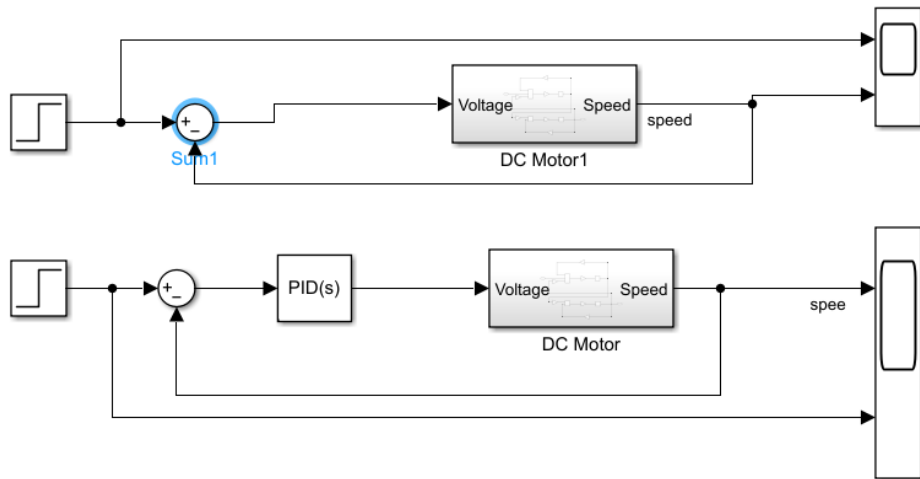 Voltage
Speed
speed
Sum1
DC Motor1
PID(s)
Voltage
Speed
spee
DC Motor